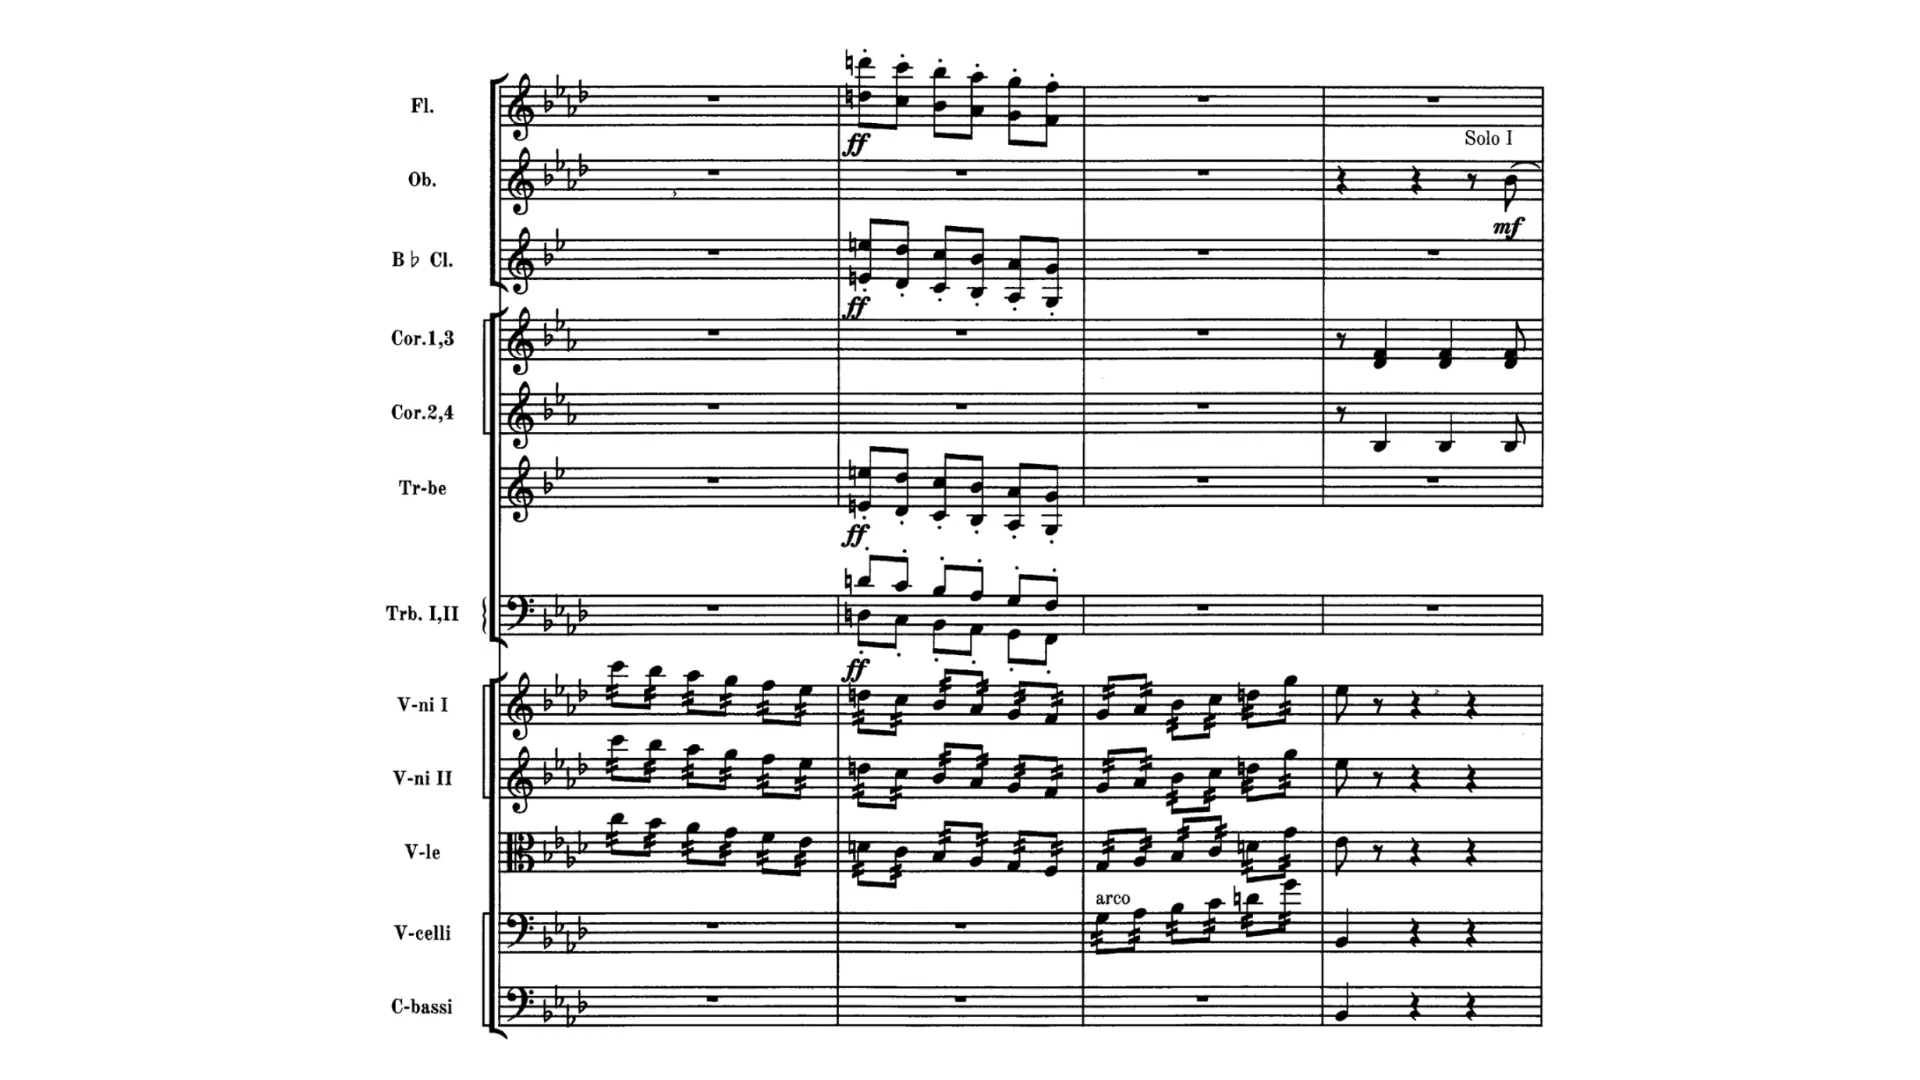 Fl.
ff
Solo I
Ob.
mf
B♭ Cl.
ff
Cor.1,3
Cor.2,4
Tr-be
ff
Trb. I,II
ff
V-ni I
V-ni II
V-le
arco
V-celli
C-bassi